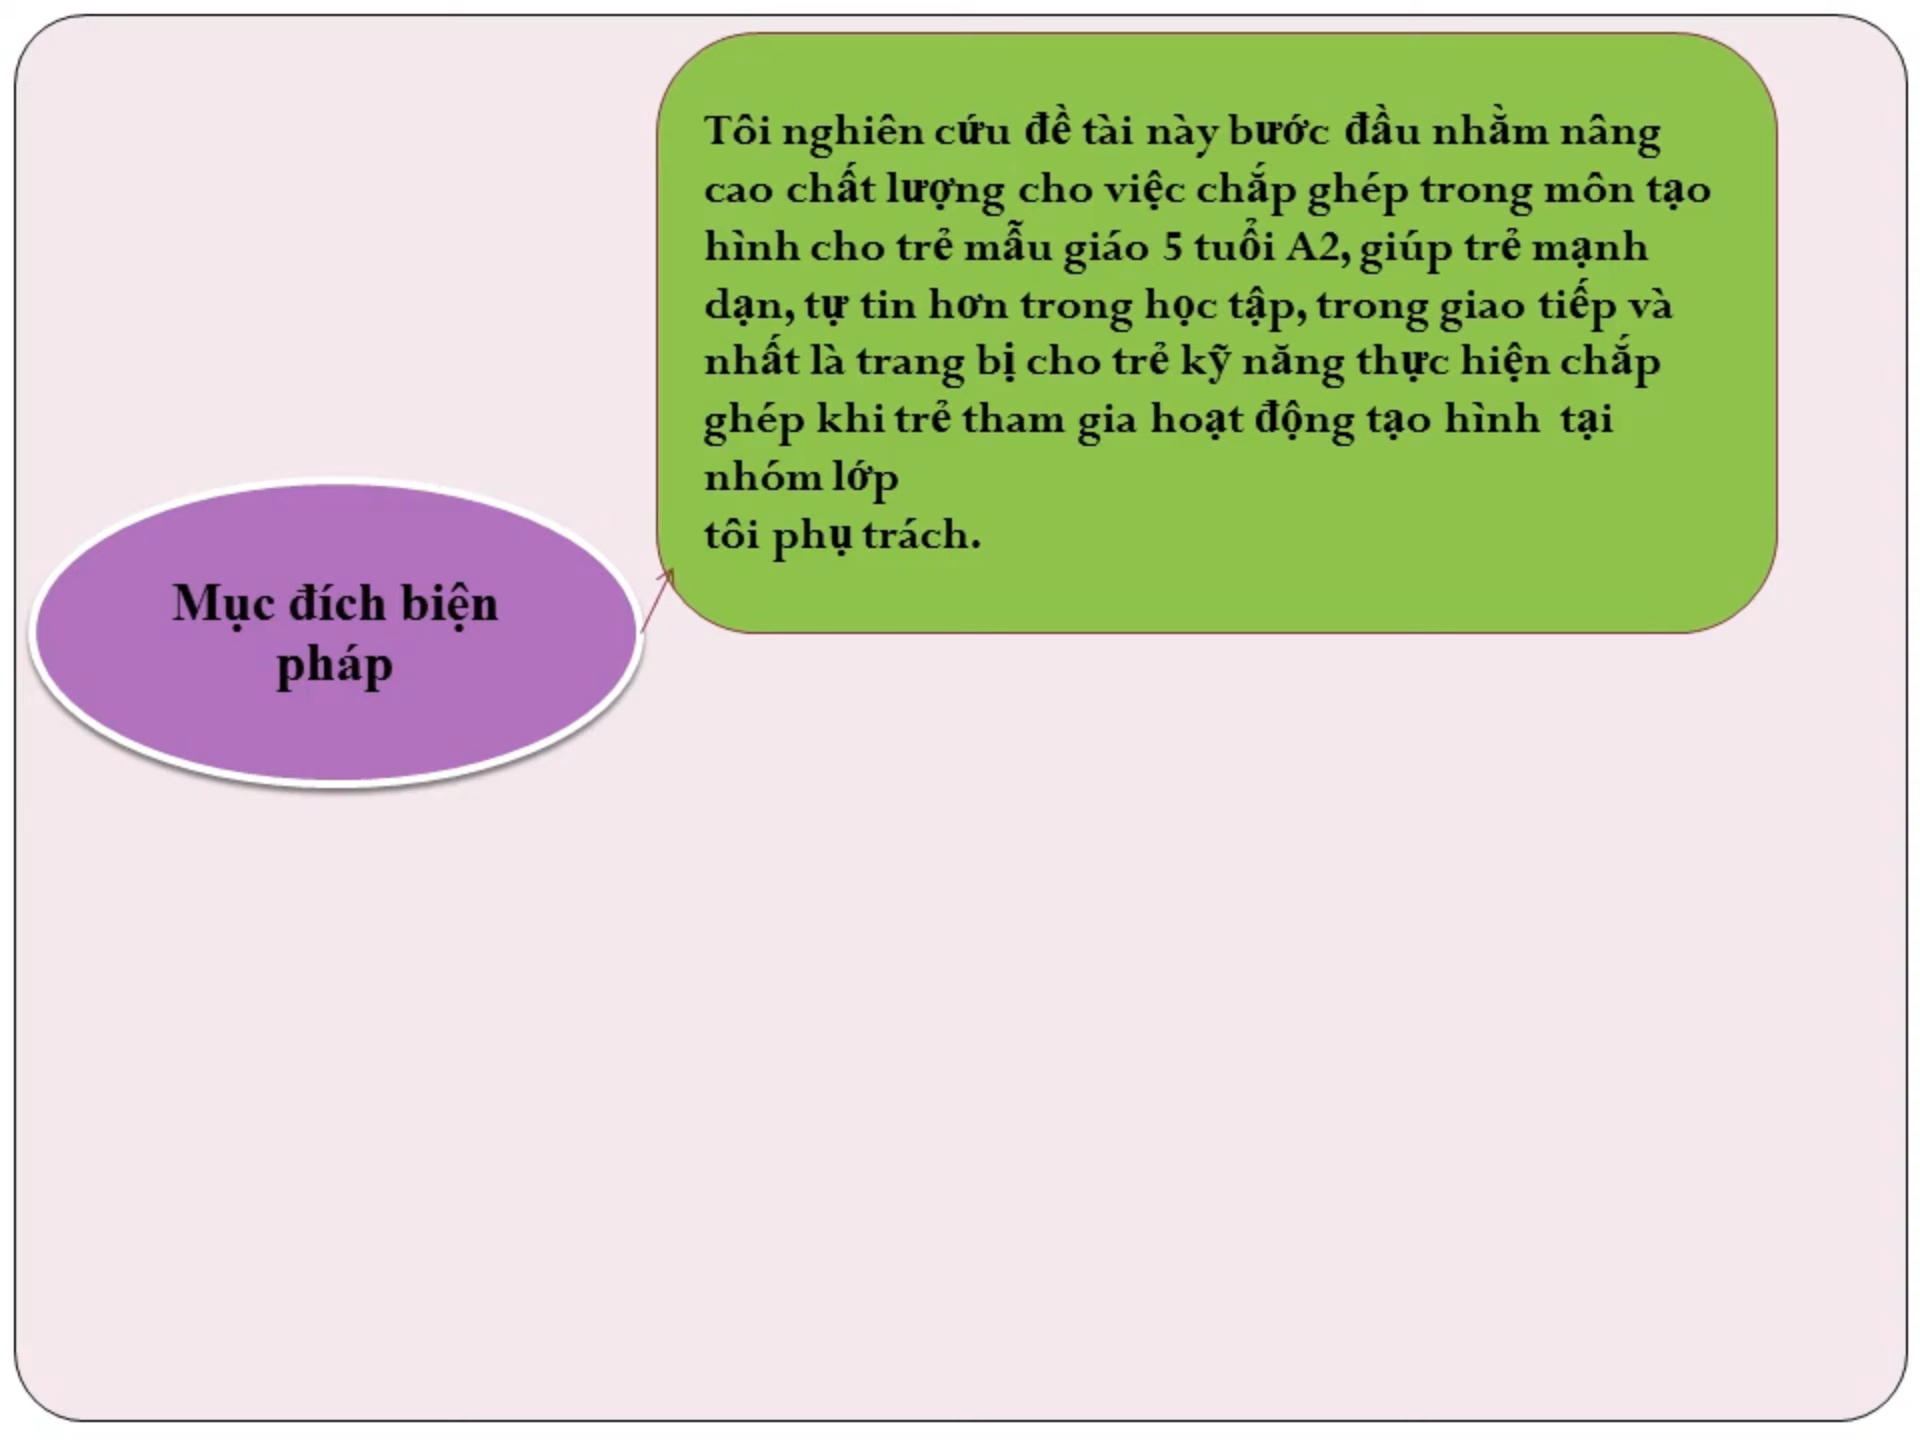 Tôi nghiên cứu đề tài này bước đầu nhằm nâng
cao chất lượng cho việc chắp ghép trong môn tạo
hình cho trẻ mẫu giáo 5 tuổi A2, giúp trẻ mạnh
dạn, tự tin hơn trong học tập, trong giao tiếp và
nhất là trang bị cho trẻ kỹ năng thực hiện chắp
ghép khi trẻ tham gia hoạt động tạo hình tại
nhóm lớp
tôi phụ trách.
Mục đích biện
pháp